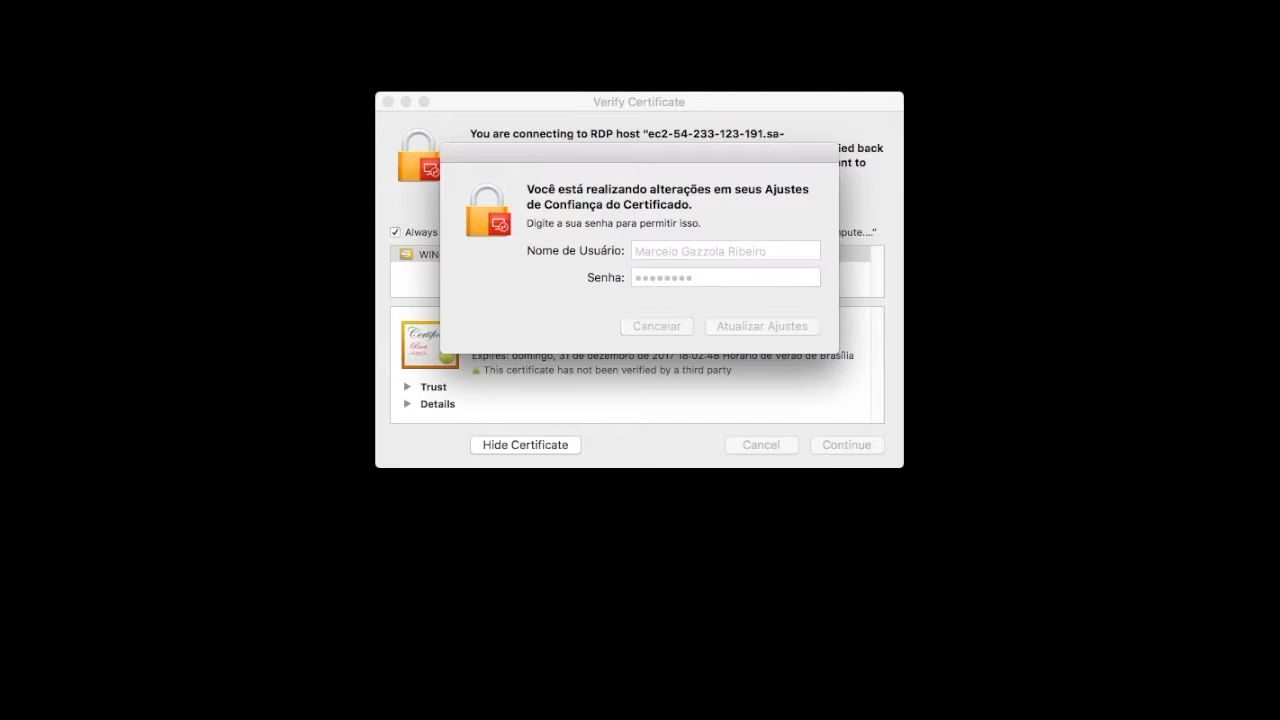 Verify Certificate
You are connecting to RDP host "ec2-54-233-123-191.sa-
Você está realizando alterações em seus Ajustes
de Confiança do Certificado.
Digite a sua senha para permitir isso.
Nome de Usuário: Marcelo Gazzola Ribeiro
Senha: ●●●●●●●●
Cancelar Atualizar Ajustes
back
to
Always
Expires: domingo, 31 de dezembro de 2017 18:02:48 Horário de Verão de Brasília
This certificate has not been verified by a third party
Trust
Details
Hide Certificate Cancel Continue